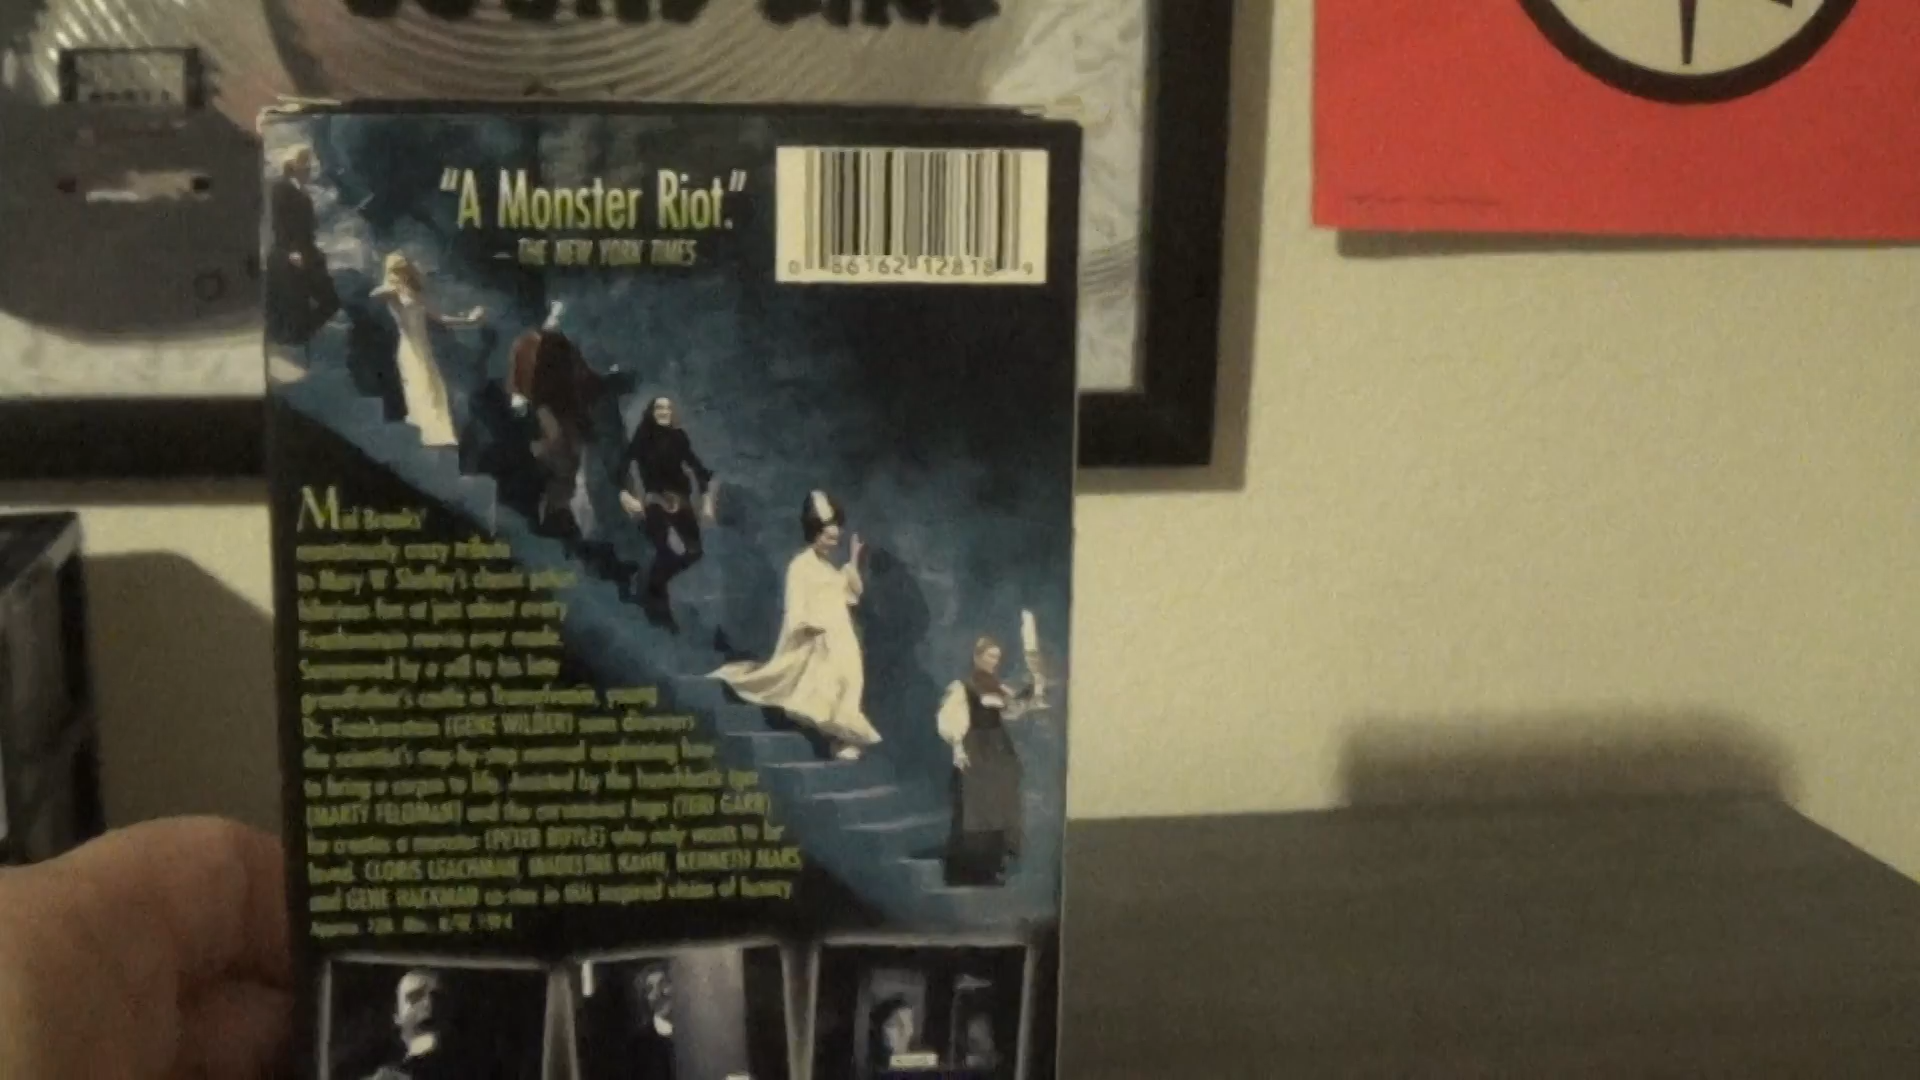 "A Monster Riot."
– THE NEW YORK TIMES
0 86162 12818 9
Mel Brooks'
monstrously crazy tribute
to Mary W. Shelley's classic pokes
hilarious fun at just about every
Frankenstein movie ever made.
Summoned by a call to his late
grandfather's castle in Transylvania, young
Dr. Frankenstein (GENE WILDER) soon discovers
the scientist's step-by-step manual explaining how
to bring a corpse to life. Assisted by the hunchback Igor
(MARTY FELDMAN) and the curvaceous Inga (TERI GARR),
he creates a monster (PETER BOYLE) who only wants to be
loved. CLORIS LEACHMAN, MADELINE KAHN, KENNETH MARS
and GENE HACKMAN co-star in this inspired vision of lunacy.
Approx.